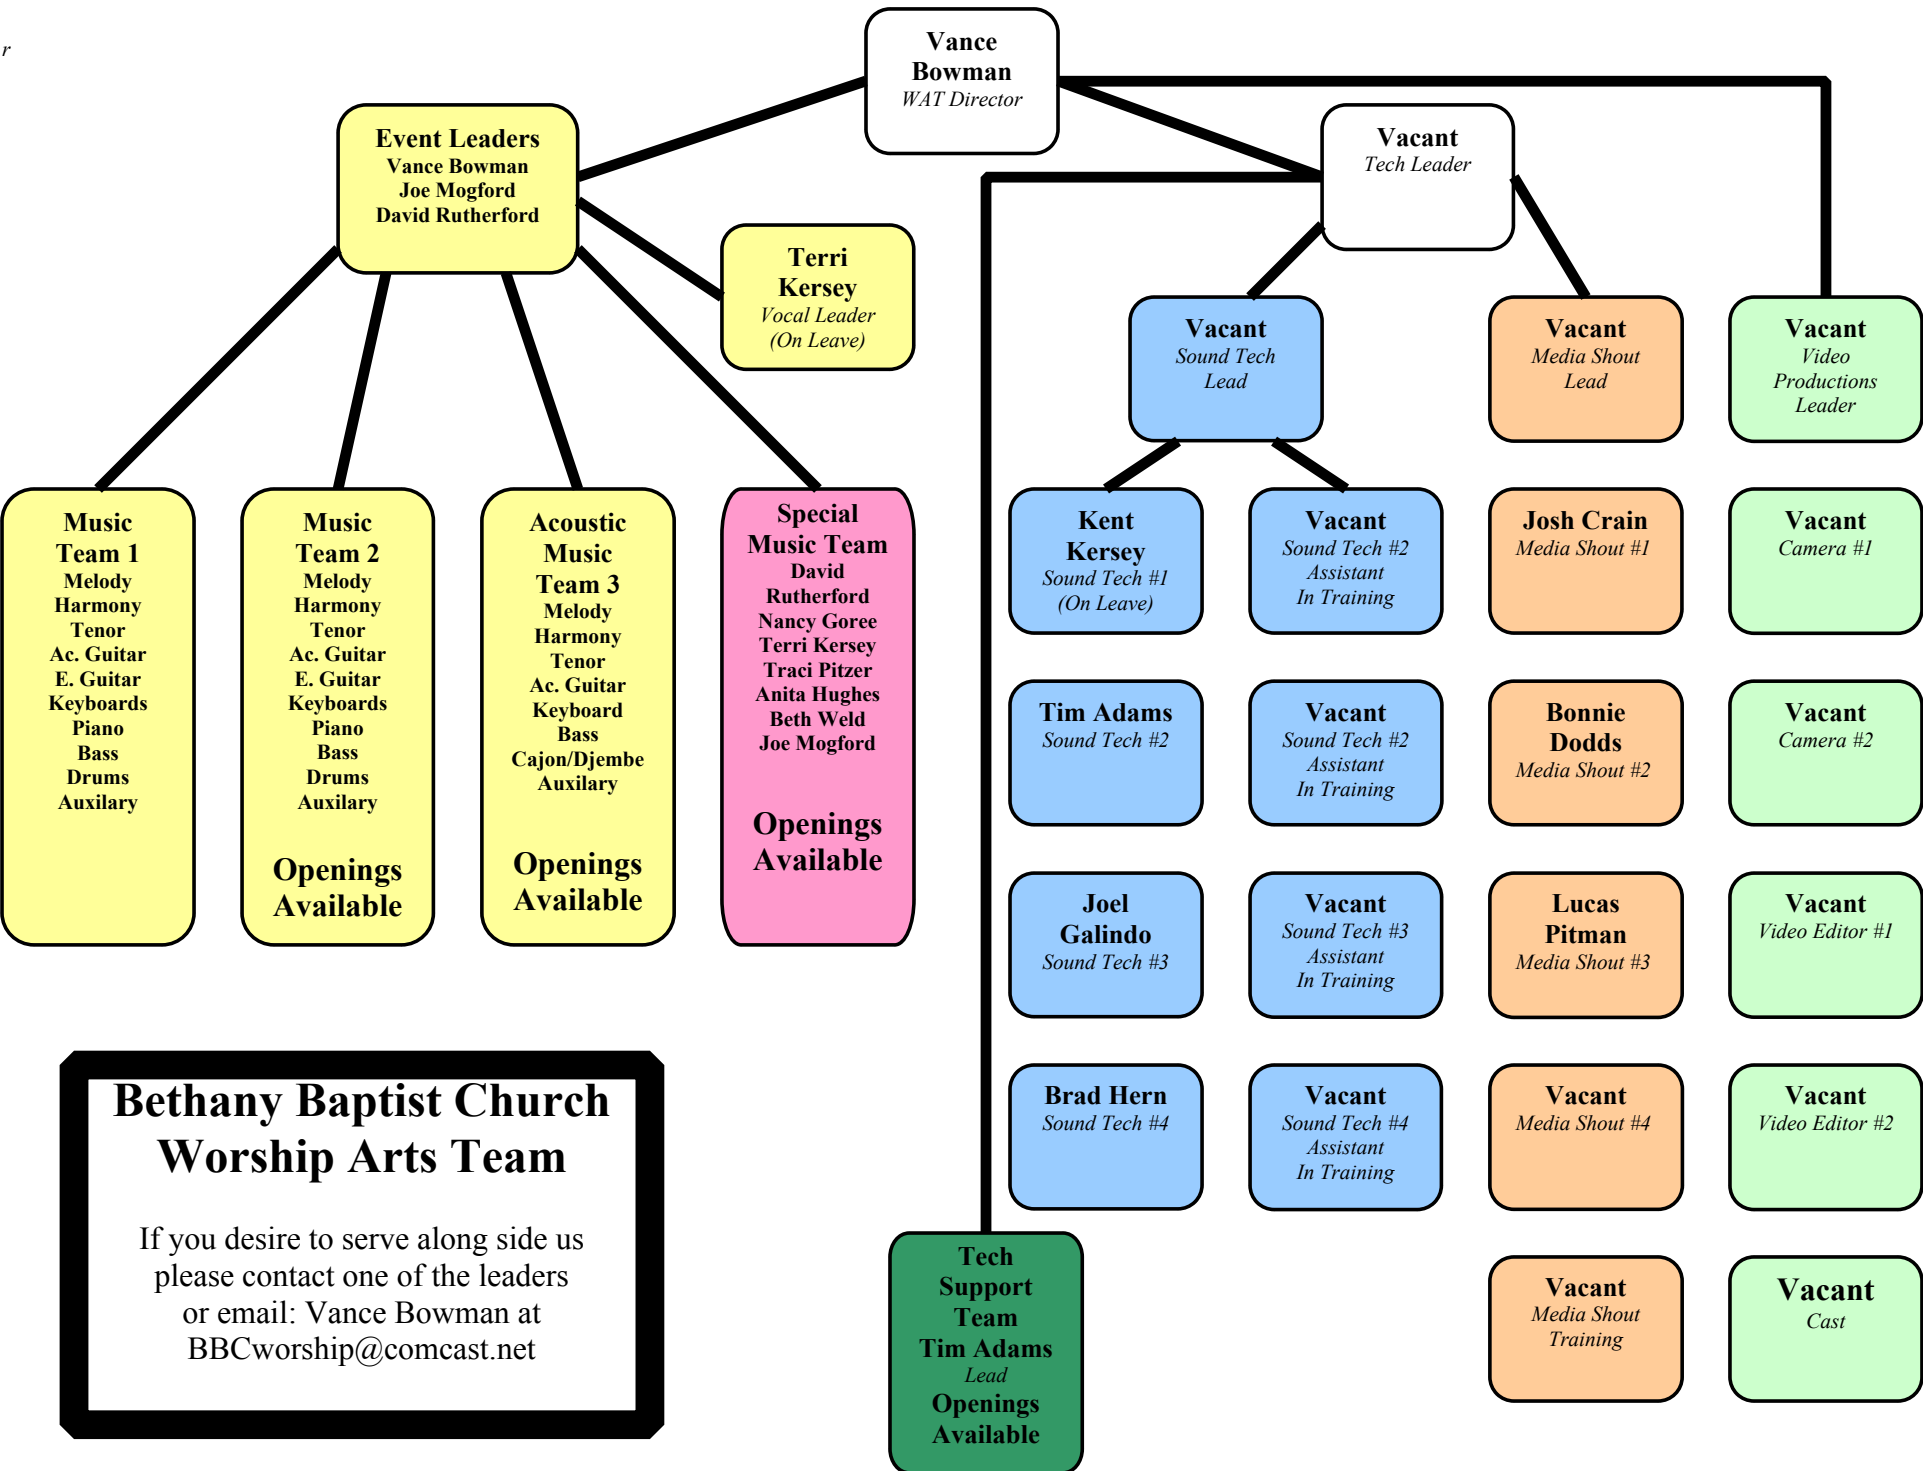 r
Vance
Bowman
WAT Director
Event Leaders
Vance Bowman
Joe Mogford
David Rutherford
Vacant
Tech Leader
Terri
Kersey
Vocal Leader
(On Leave)
Vacant
Sound Tech
Lead
Vacant
Media Shout
Lead
Vacant
Video
Productions
Leader
Music
Team 1
Melody
Harmony
Tenor
Ac. Guitar
E. Guitar
Keyboards
Piano
Bass
Drums
Auxilary
Music
Team 2
Melody
Harmony
Tenor
Ac. Guitar
E. Guitar
Keyboards
Piano
Bass
Drums
Auxilary
Openings
Available
Acoustic
Music
Team 3
Melody
Harmony
Tenor
Ac. Guitar
Keyboard
Bass
Cajon/Djembe
Auxilary
Openings
Available
Special
Music Team
David
Rutherford
Nancy Goree
Terri Kersey
Traci Pitzer
Anita Hughes
Beth Weld
Joe Mogford
Openings
Available
Kent
Kersey
Sound Tech #1
(On Leave)
Vacant
Sound Tech #2
Assistant
In Training
Josh Crain
Media Shout #1
Vacant
Camera #1
Tim Adams
Sound Tech #2
Vacant
Sound Tech #2
Assistant
In Training
Bonnie
Dodds
Media Shout #2
Vacant
Camera #2
Joel
Galindo
Sound Tech #3
Vacant
Sound Tech #3
Assistant
In Training
Lucas
Pitman
Media Shout #3
Vacant
Video Editor #1
Brad Hern
Sound Tech #4
Vacant
Sound Tech #4
Assistant
In Training
Vacant
Media Shout #4
Vacant
Video Editor #2
Bethany Baptist Church
Worship Arts Team
If you desire to serve along side us
please contact one of the leaders
or email: Vance Bowman at
BBCworship@comcast.net
Tech
Support
Team
Tim Adams
Lead
Openings
Available
Vacant
Media Shout
Training
Vacant
Cast